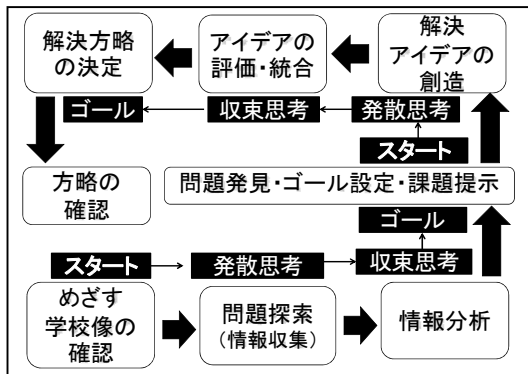 解決方略
の決定
アイデアの
評価・統合
解決
アイデアの
創造
ゴール
収束思考
発散思考
スタート
方略の
確認
問題発見・ゴール設定・課題提示
ゴール
スタート
発散思考
収束思考
めざす
学校像の
確認
問題探索
(情報収集)
情報分析